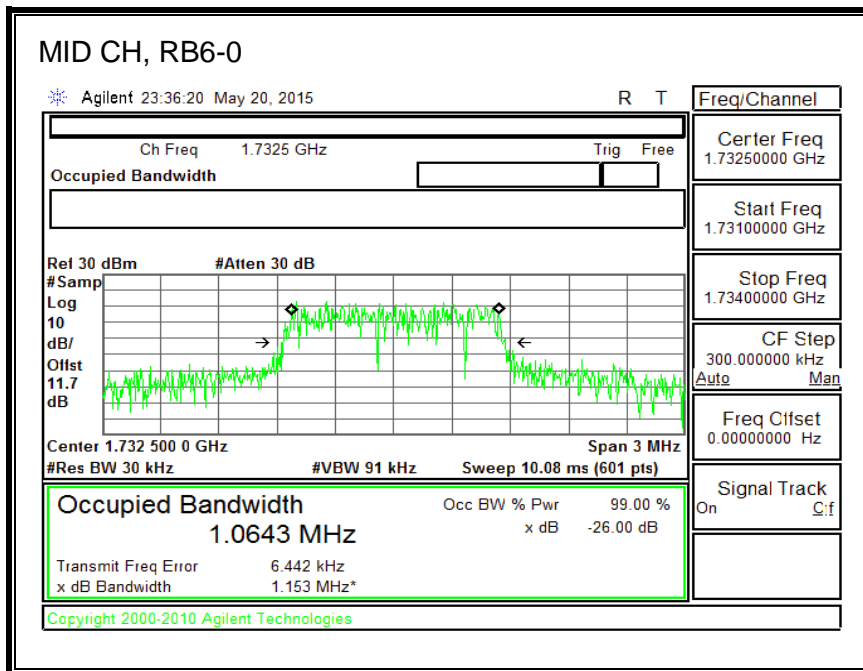 MID CH, RB6-0
Agilent 23:36:20 May 20, 2015 R T
Freq/Channel
Ch Freq 1.7325 GHz Trig Free
Occupied Bandwidth
Center Freq
1.73250000 GHz
Start Freq
1.73100000 GHz
Stop Freq
1.73400000 GHz
CF Step
300.000000 kHz
Auto Man
Freq Offset
0.00000000 Hz
Signal Track
On Off
Ref 30 dBm #Atten 30 dB
#Samp
Log
10
dB/
Offst
11.7
dB
Center 1.732 500 0 GHz Span 3 MHz
#Res BW 30 kHz #VBW 91 kHz Sweep 10.08 ms (601 pts)
Occupied Bandwidth Occ BW % Pwr 99.00 %
1.0643 MHz x dB -26.00 dB
Transmit Freq Error 6.442 kHz
x dB Bandwidth 1.153 MHz*
Copyright 2000-2010 Agilent Technologies